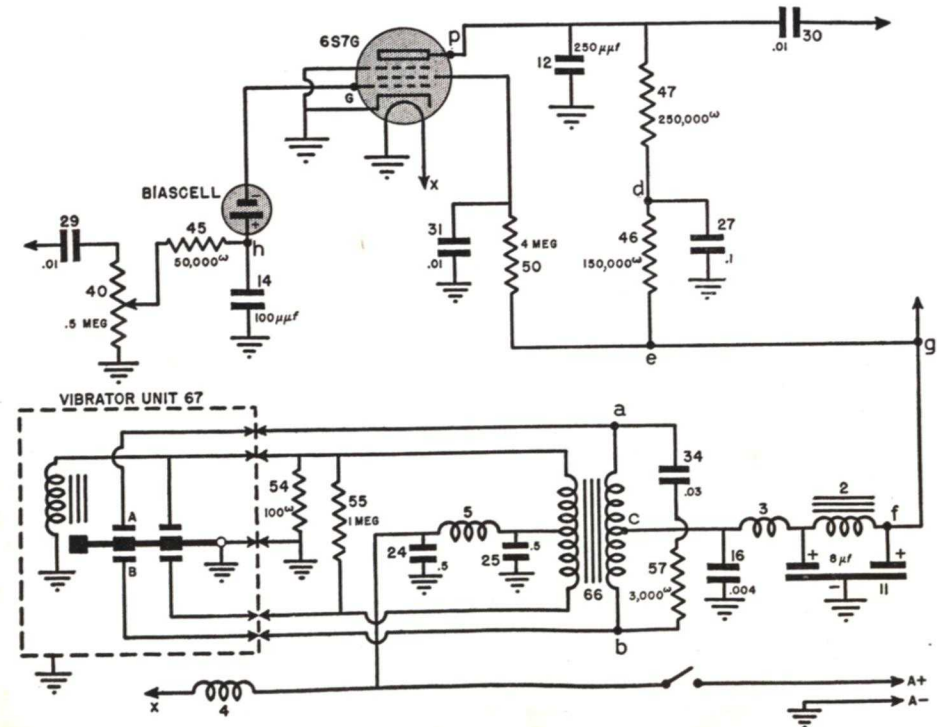 6S7G
p
250μμf
12
.01
30
G
47
250,000ω
x
BIASCELL
-
+
d
29
.01
45
50,000ω
h
31
.01
4 MEG
50
46
150,000ω
27
.1
40
.5 MEG
14
100μμf
e
g
VIBRATOR UNIT 67
a
34
.03
54
100ω
55
1 MEG
5
c
3
2
f
A
B
24
.5
25
.5
66
57
3,000ω
16
.004
+
8μf
+
-
11
b
x
4
A+
A-